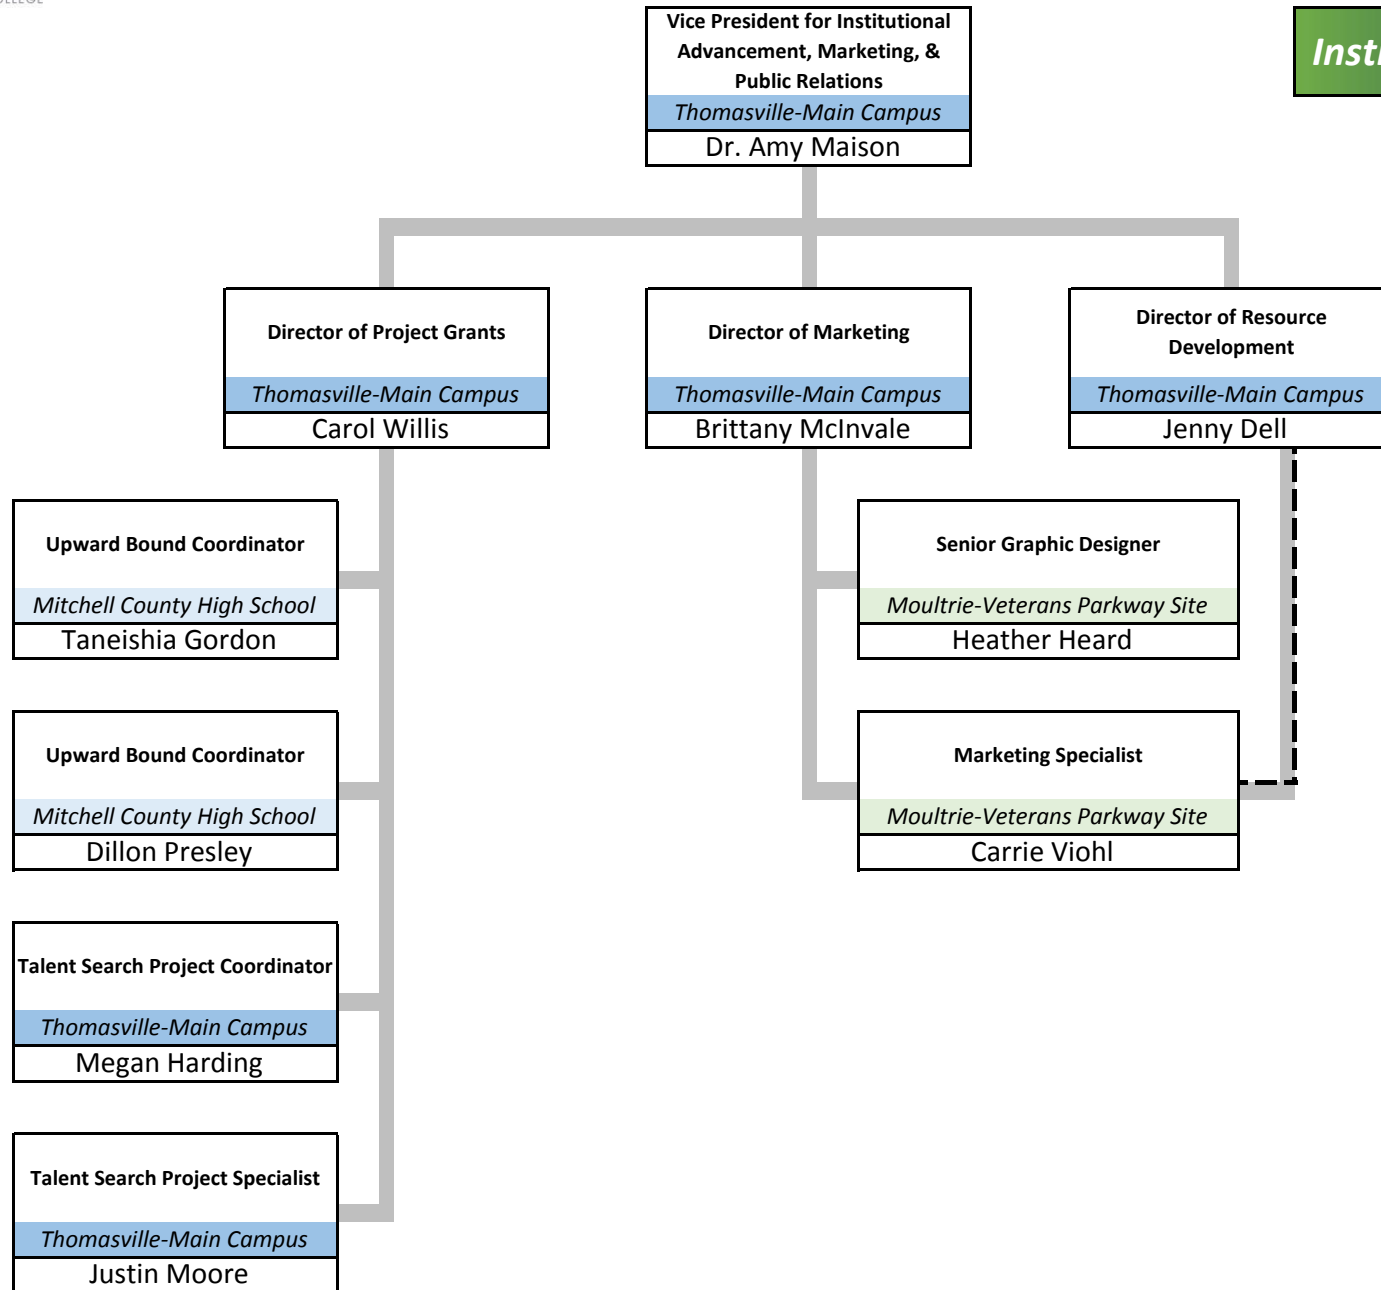 Vice President for Institutional
Advancement, Marketing, &
Public Relations
Thomasville-Main Campus
Dr. Amy Maison
Director of Project Grants
Thomasville-Main Campus
Carol Willis
Director of Marketing
Thomasville-Main Campus
Brittany McInvale
Director of Resource
Development
Thomasville-Main Campus
Jenny Dell
Upward Bound Coordinator
Mitchell County High School
Taneishia Gordon
Senior Graphic Designer
Moultrie-Veterans Parkway Site
Heather Heard
Upward Bound Coordinator
Mitchell County High School
Dillon Presley
Marketing Specialist
Moultrie-Veterans Parkway Site
Carrie Viohl
Talent Search Project Coordinator
Thomasville-Main Campus
Megan Harding
Talent Search Project Specialist
Thomasville-Main Campus
Justin Moore